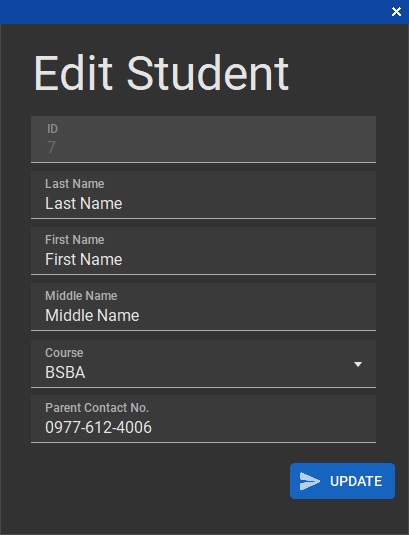 Edit Student
ID
7
Last Name
Last Name
First Name
First Name
Middle Name
Middle Name
Course
BSBA
Parent Contact No.
0977-612-4006
UPDATE